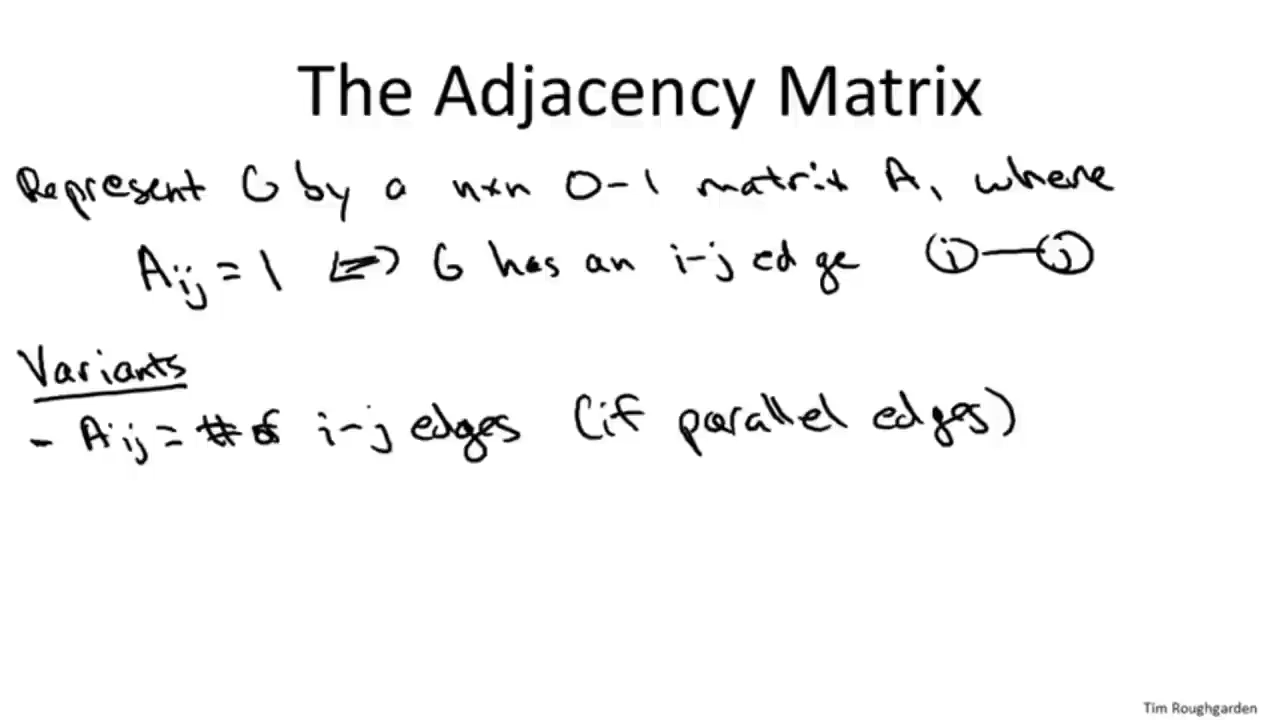 The Adjacency Matrix
Represent G by a n×n 0-1 matrix A, where
Aij = 1 <=> G has an i-j edge (i)—(j)
Variants
- Aij = # of i-j edges (if parallel edges)
Tim Roughgarden